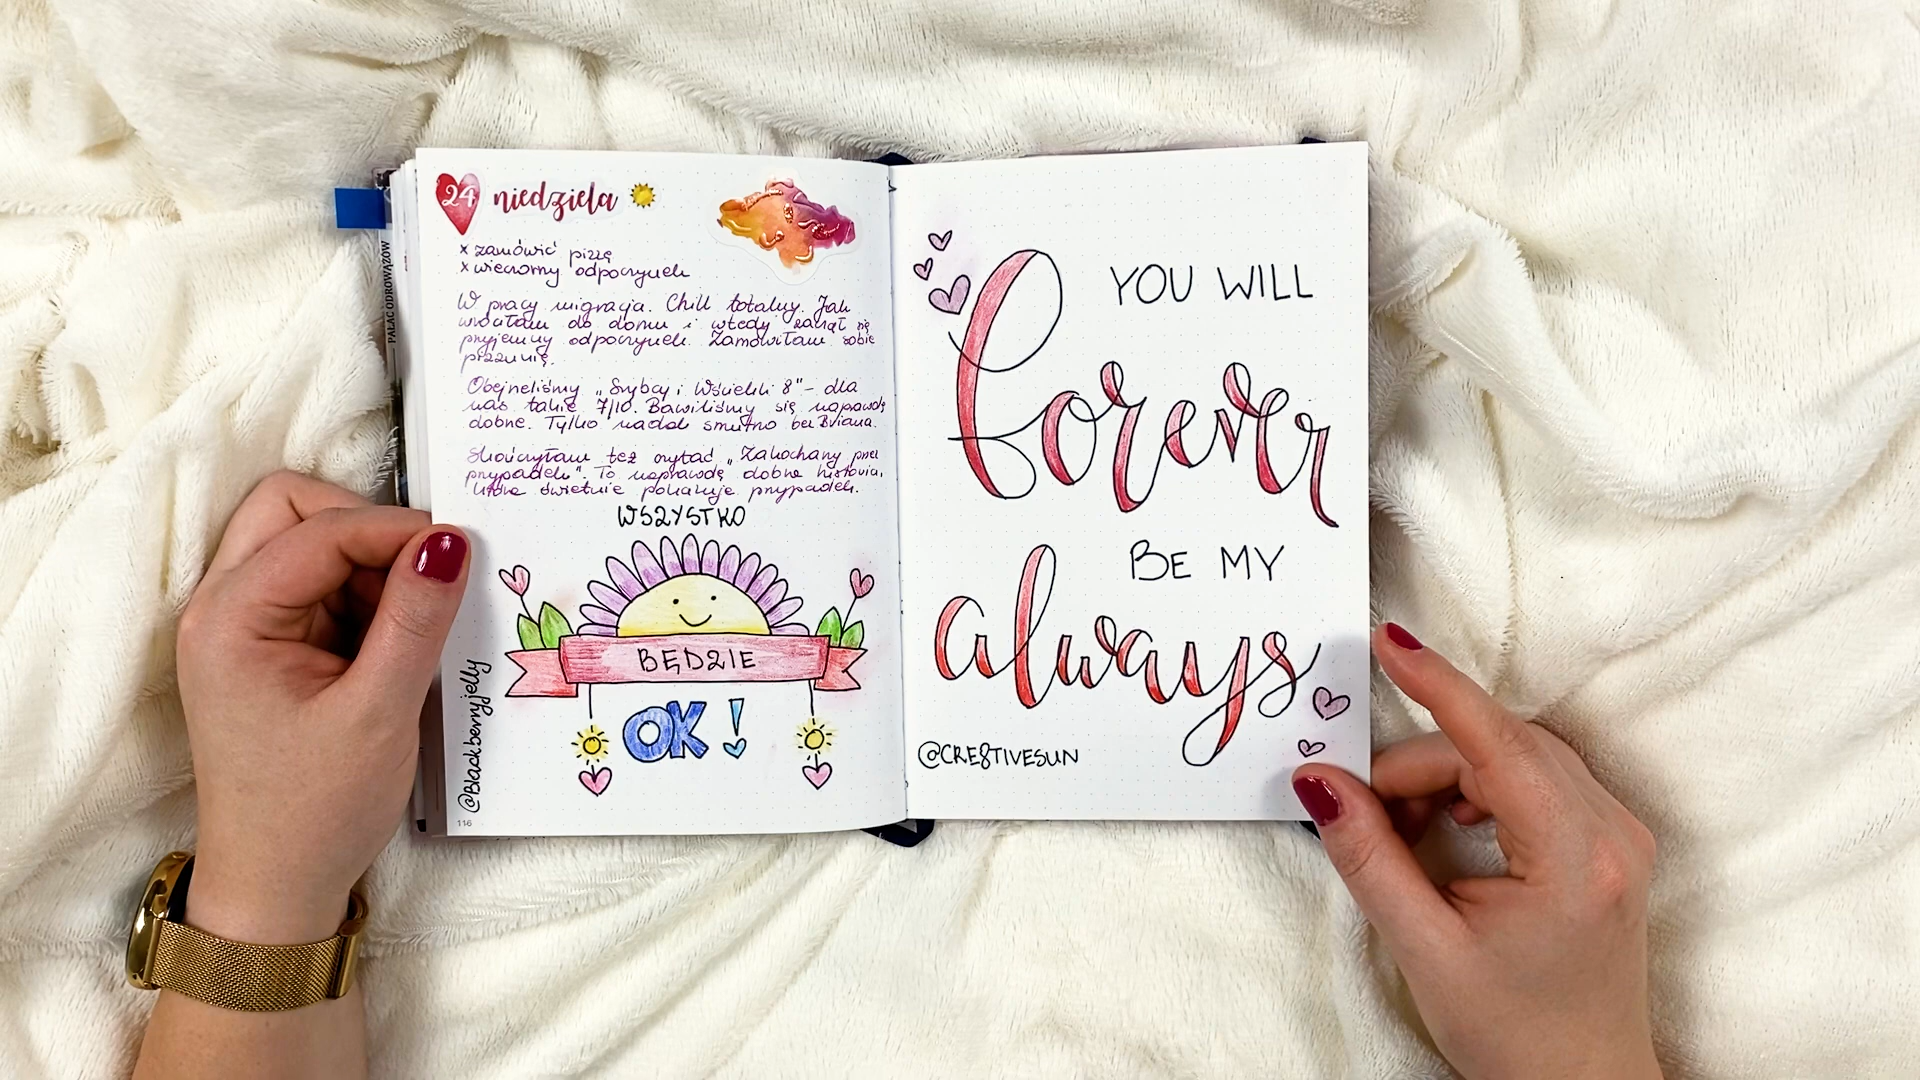 24 niedziela
x zamówić pizzę
x wieczorny odpoczynek
W pracy migracja. Chill totalny. Jak
wróciłam do domu i wtedy zaczął się
przyjemny odpoczynek. Zamówiłam sobie
pizzunię.
Obejrzeliśmy „Szybcy i Wściekli 8" - dla
nas takie 7/10. Bawiliśmy się naprawdę
dobrze. Tylko nadal smutno bez Briana.
Skończyłam też czytać „Zakochany przez
przypadek". To naprawdę dobra historia,
która świetnie pokazuje przypadek.
WSZYSTKO
BĘDZIE
OK!
@blackberryjelly
116
PAŁAC ODROWĄŻÓW
YOU WILL
forever
BE MY
always
@CRE8TIVESUN